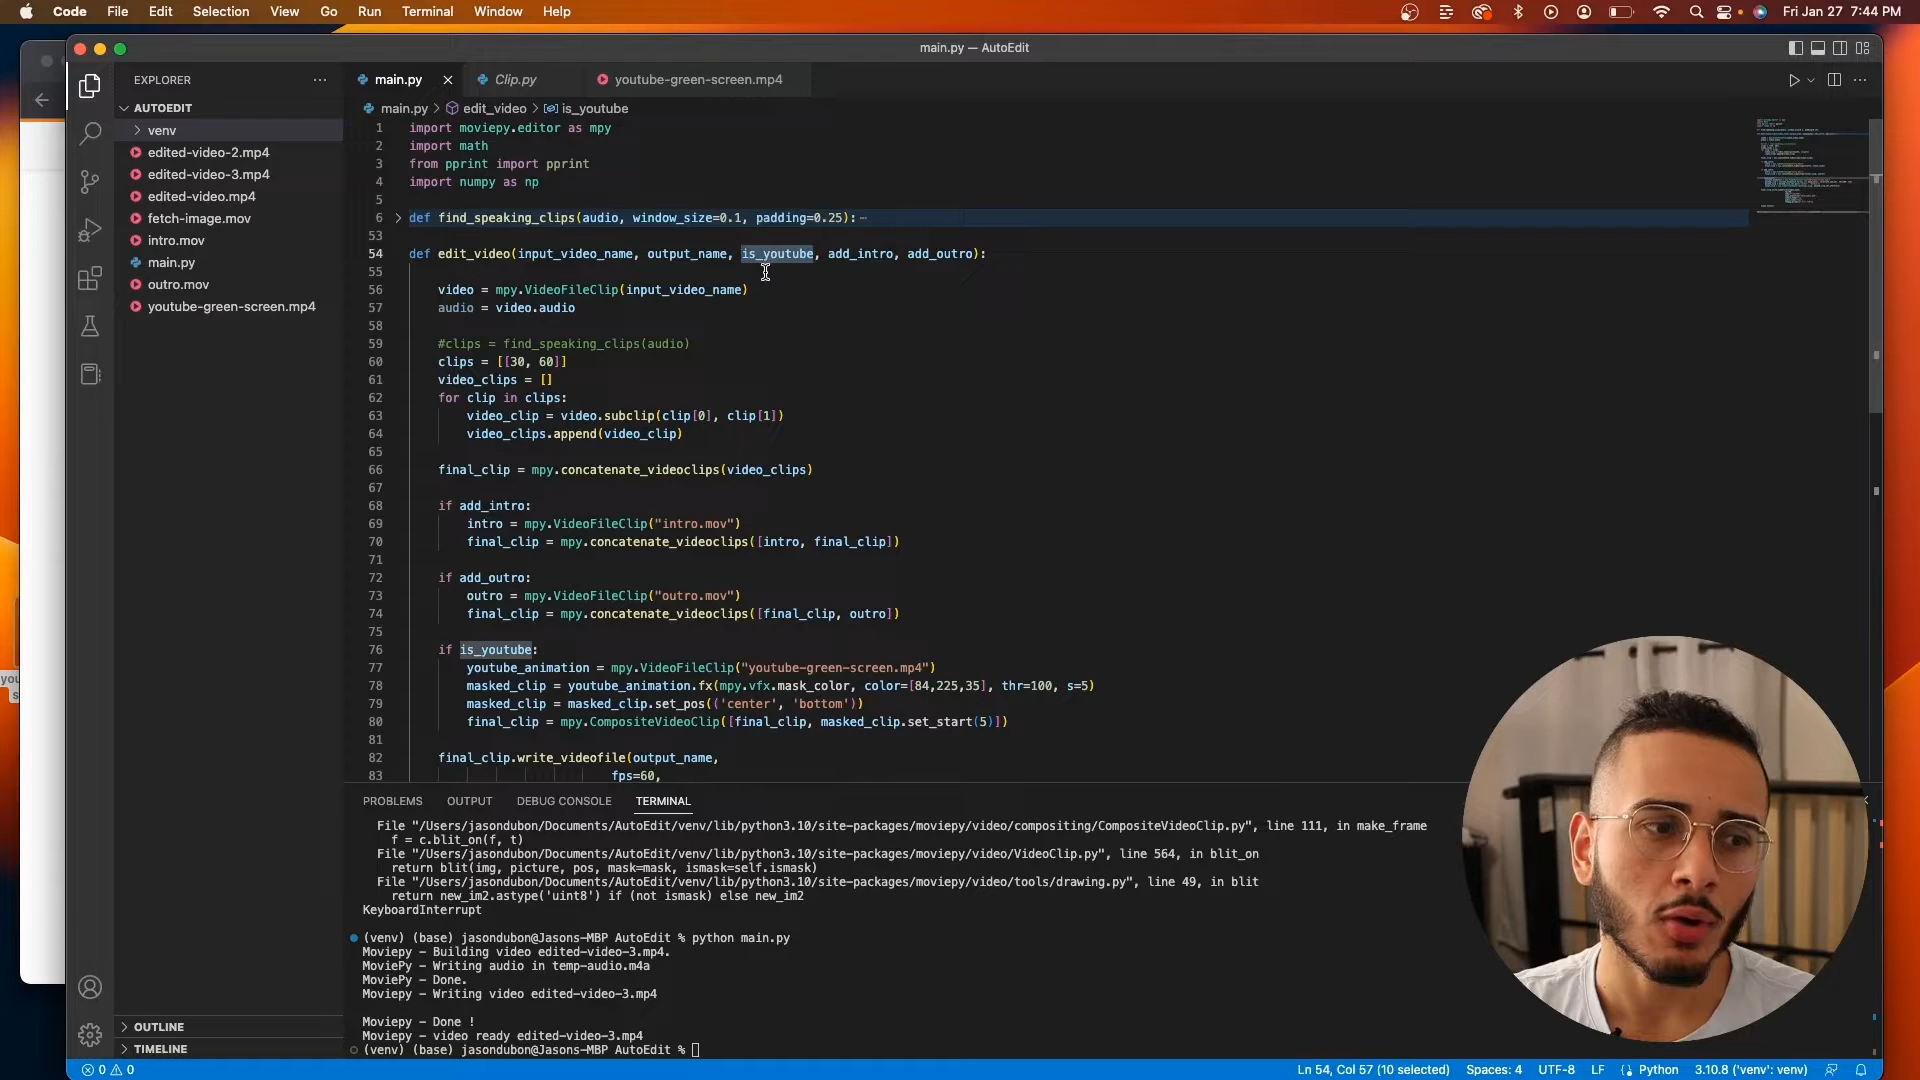 Code File Edit Selection View Go Run Terminal Window Help Fri Jan 27 7:44 PM
main.py — AutoEdit
EXPLORER
AUTOEDIT
venv
edited-video-2.mp4
edited-video-3.mp4
edited-video.mp4
fetch-image.mov
intro.mov
main.py
outro.mov
youtube-green-screen.mp4
OUTLINE
TIMELINE
main.py Clip.py youtube-green-screen.mp4
main.py > edit_video > is_youtube
1 import moviepy.editor as mpy
2 import math
3 from pprint import pprint
4 import numpy as np
5
6 def find_speaking_clips(audio, window_size=0.1, padding=0.25):
53
54 def edit_video(input_video_name, output_name, is_youtube, add_intro, add_outro):
55
56 video = mpy.VideoFileClip(input_video_name)
57 audio = video.audio
58
59 #clips = find_speaking_clips(audio)
60 clips = [[30, 60]]
61 video_clips = []
62 for clip in clips:
63 video_clip = video.subclip(clip[0], clip[1])
64 video_clips.append(video_clip)
65
66 final_clip = mpy.concatenate_videoclips(video_clips)
67
68 if add_intro:
69 intro = mpy.VideoFileClip("intro.mov")
70 final_clip = mpy.concatenate_videoclips([intro, final_clip])
71
72 if add_outro:
73 outro = mpy.VideoFileClip("outro.mov")
74 final_clip = mpy.concatenate_videoclips([final_clip, outro])
75
76 if is_youtube:
77 youtube_animation = mpy.VideoFileClip("youtube-green-screen.mp4")
78 masked_clip = youtube_animation.fx(mpy.vfx.mask_color, color=[84,225,35], thr=100, s=5)
79 masked_clip = masked_clip.set_pos(('center', 'bottom'))
80 final_clip = mpy.CompositeVideoClip([final_clip, masked_clip.set_start(5)])
81
82 final_clip.write_videofile(output_name,
83 fps=60,
PROBLEMS OUTPUT DEBUG CONSOLE TERMINAL
File "/Users/jasondubon/Documents/AutoEdit/venv/lib/python3.10/site-packages/moviepy/video/compositing/CompositeVideoClip.py", line 111, in make_frame
f = c.blit_on(f, t)
File "/Users/jasondubon/Documents/AutoEdit/venv/lib/python3.10/site-packages/moviepy/video/VideoClip.py", line 564, in blit_on
return blit(img, picture, pos, mask=mask, ismask=self.ismask)
File "/Users/jasondubon/Documents/AutoEdit/venv/lib/python3.10/site-packages/moviepy/video/tools/drawing.py", line 49, in blit
return new_im2.astype('uint8') if (not ismask) else new_im2
KeyboardInterrupt
(venv) (base) jasondubon@Jasons-MBP AutoEdit % python main.py
Moviepy - Building video edited-video-3.mp4.
MoviePy - Writing audio in temp-audio.m4a
MoviePy - Done.
Moviepy - Writing video edited-video-3.mp4
Moviepy - Done !
Moviepy - video ready edited-video-3.mp4
(venv) (base) jasondubon@Jasons-MBP AutoEdit %
0 0 Ln 54, Col 57 (10 selected) Spaces: 4 UTF-8 LF Python 3.10.8 ('venv': venv)